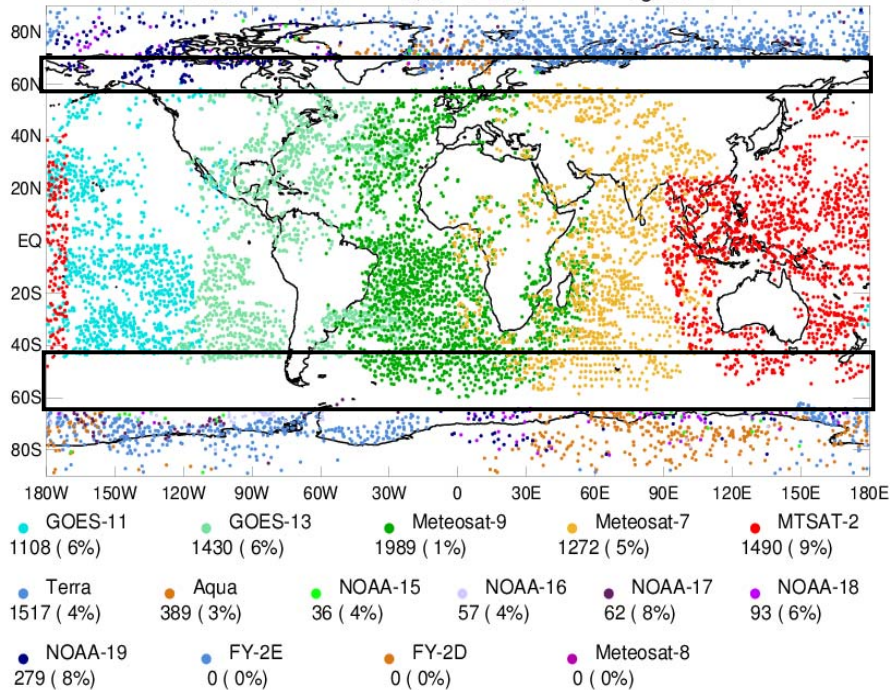 80N
60N
40N
20N
EQ
20S
40S
60S
80S
180W 150W 120W 90W 60W 30W 0 30E 60E 90E 120E 150E 180E
GOES-11 GOES-13 Meteosat-9 Meteosat-7 MTSAT-2
1108 ( 6%) 1430 ( 6%) 1989 ( 1%) 1272 ( 5%) 1490 ( 9%)
Terra Aqua NOAA-15 NOAA-16 NOAA-17 NOAA-18
1517 ( 4%) 389 ( 3%) 36 ( 4%) 57 ( 4%) 62 ( 8%) 93 ( 6%)
NOAA-19 FY-2E FY-2D Meteosat-8
279 ( 8%) 0 ( 0%) 0 ( 0%) 0 ( 0%)